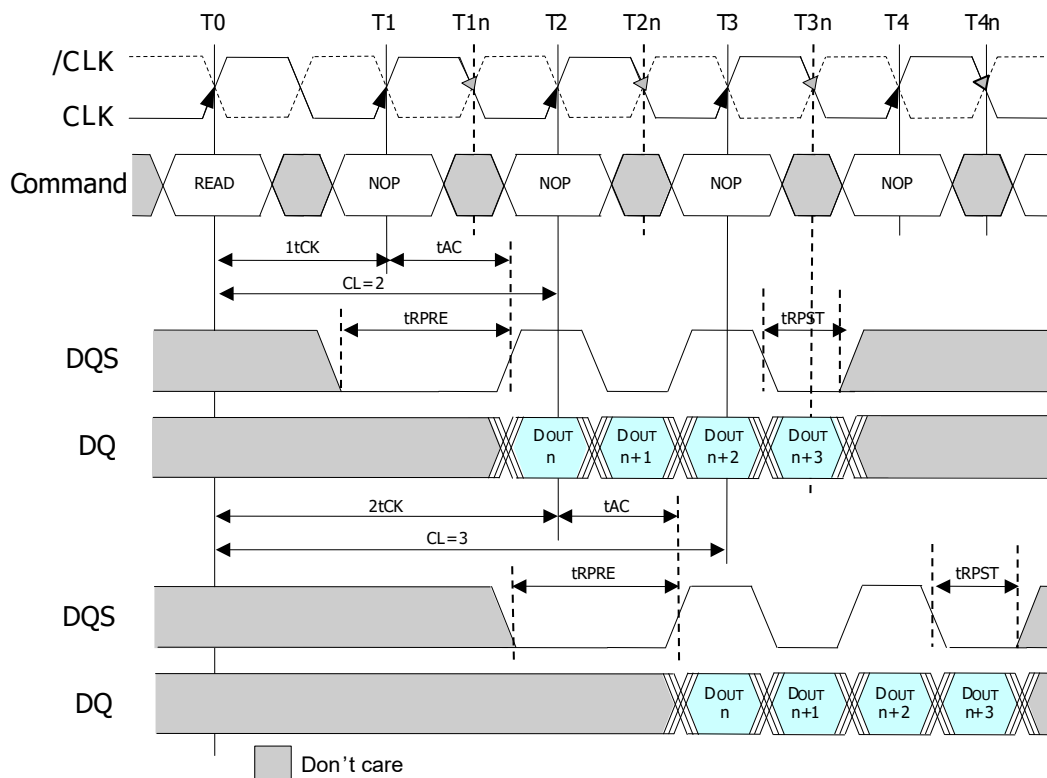 T0 T1 T1n T2 T2n T3 T3n T4 T4n
/CLK
CLK
Command READ NOP NOP NOP NOP
1tCK tAC
CL=2
tRPRE tRPST
DQS
DQ DOUT n DOUT n+1 DOUT n+2 DOUT n+3
2tCK tAC
CL=3
tRPRE tRPST
DQS
DQ DOUT n DOUT n+1 DOUT n+2 DOUT n+3
Don't care